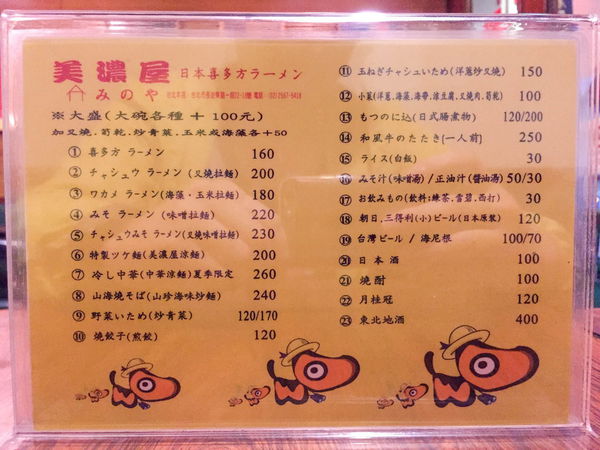 美濃屋 日本喜多方ラーメン
みのや
※大盛(大碗各種+100元)
加叉燒.筍乾.炒青菜.玉米或海藻各+50
① 喜多方 ラーメン 160
② チャシュウ ラーメン (叉燒拉麵) 200
③ ワカメ ラーメン(海藻·玉米拉麵) 180
④ みそ ラーメン (味噌拉麵) 220
⑤ チャシュウみそ ラーメン(叉燒味噌拉麵) 230
⑥ 特製ツケ麵(美濃屋涼麵) 200
⑦ 冷し中華(中華涼麵)夏季限定 260
⑧ 山海燒そば(山珍海味炒麵) 240
⑨ 野菜いため(炒青菜) 120/170
⑩ 燒餃子(煎餃) 120
⑪ 玉ねぎチャシュいため(洋蔥炒叉燒) 150
⑫ 小菜(洋蔥.海藻.海帶.涼豆腐.叉燒肉.筍乾) 100
⑬ もつのに込(日式腸煮物) 200
⑭ 和風牛のたたき(一人前) 250
⑮ ライス(白飯) 30
⑯ みそ汁(味噌湯)/正油汁(醬油湯) 50/30
⑰ お飲みもの(飲料:綠茶.雪碧.西打) 30
⑱ 朝日.三得利(小)ビール(日本原裝) 120
⑲ 台灣ビール / 海尼根 100/70
⑳ 日本酒 100
㉑ 燒酎 100
㉒ 月桂冠 120
㉓ 東北地酒 400